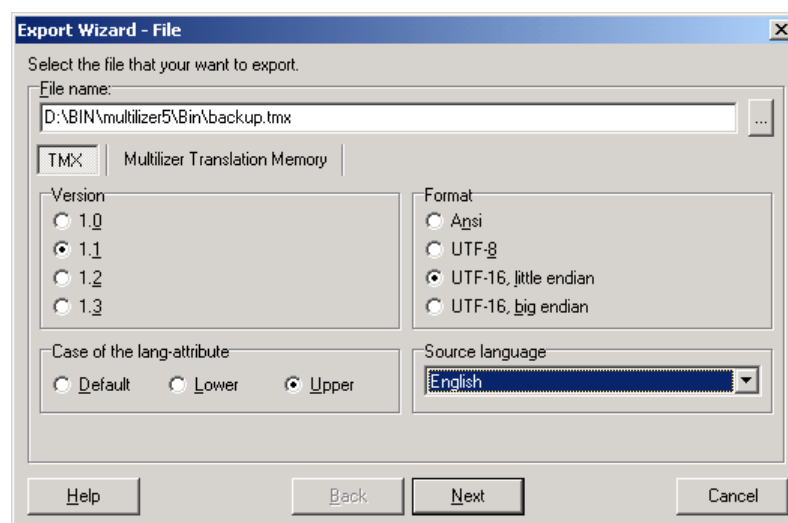 Export Wizard - File
Select the file that your want to export.
File name:
D:\BIN\multilizer5\Bin\backup.tmx
...
TMX
Multilizer Translation Memory
Version
1.0
1.1
1.2
1.3
Format
Ansi
UTF-8
UTF-16, little endian
UTF-16, big endian
Case of the lang-attribute
Default Lower Upper
Source language
English
Help Back Next Cancel